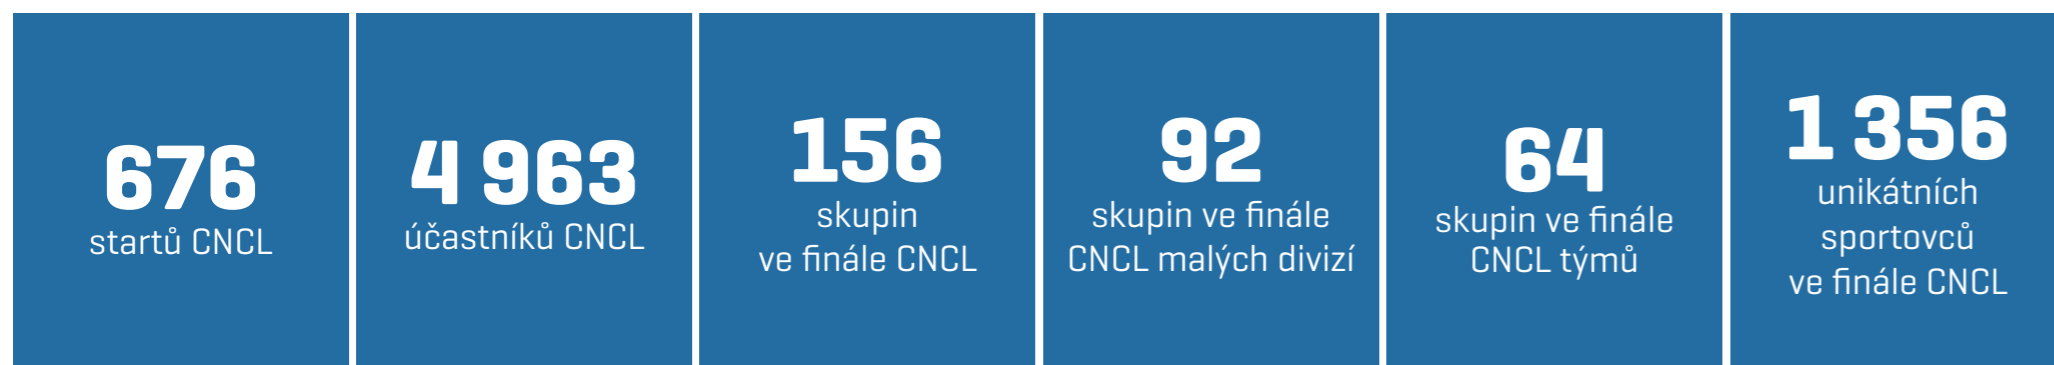 676
startů CNCL
4 963
účastníků CNCL
156
skupin
ve finále CNCL
92
skupin ve finále
CNCL malých divizí
64
skupin ve finále
CNCL týmů
1 356
unikátních
sportovců
ve finále CNCL